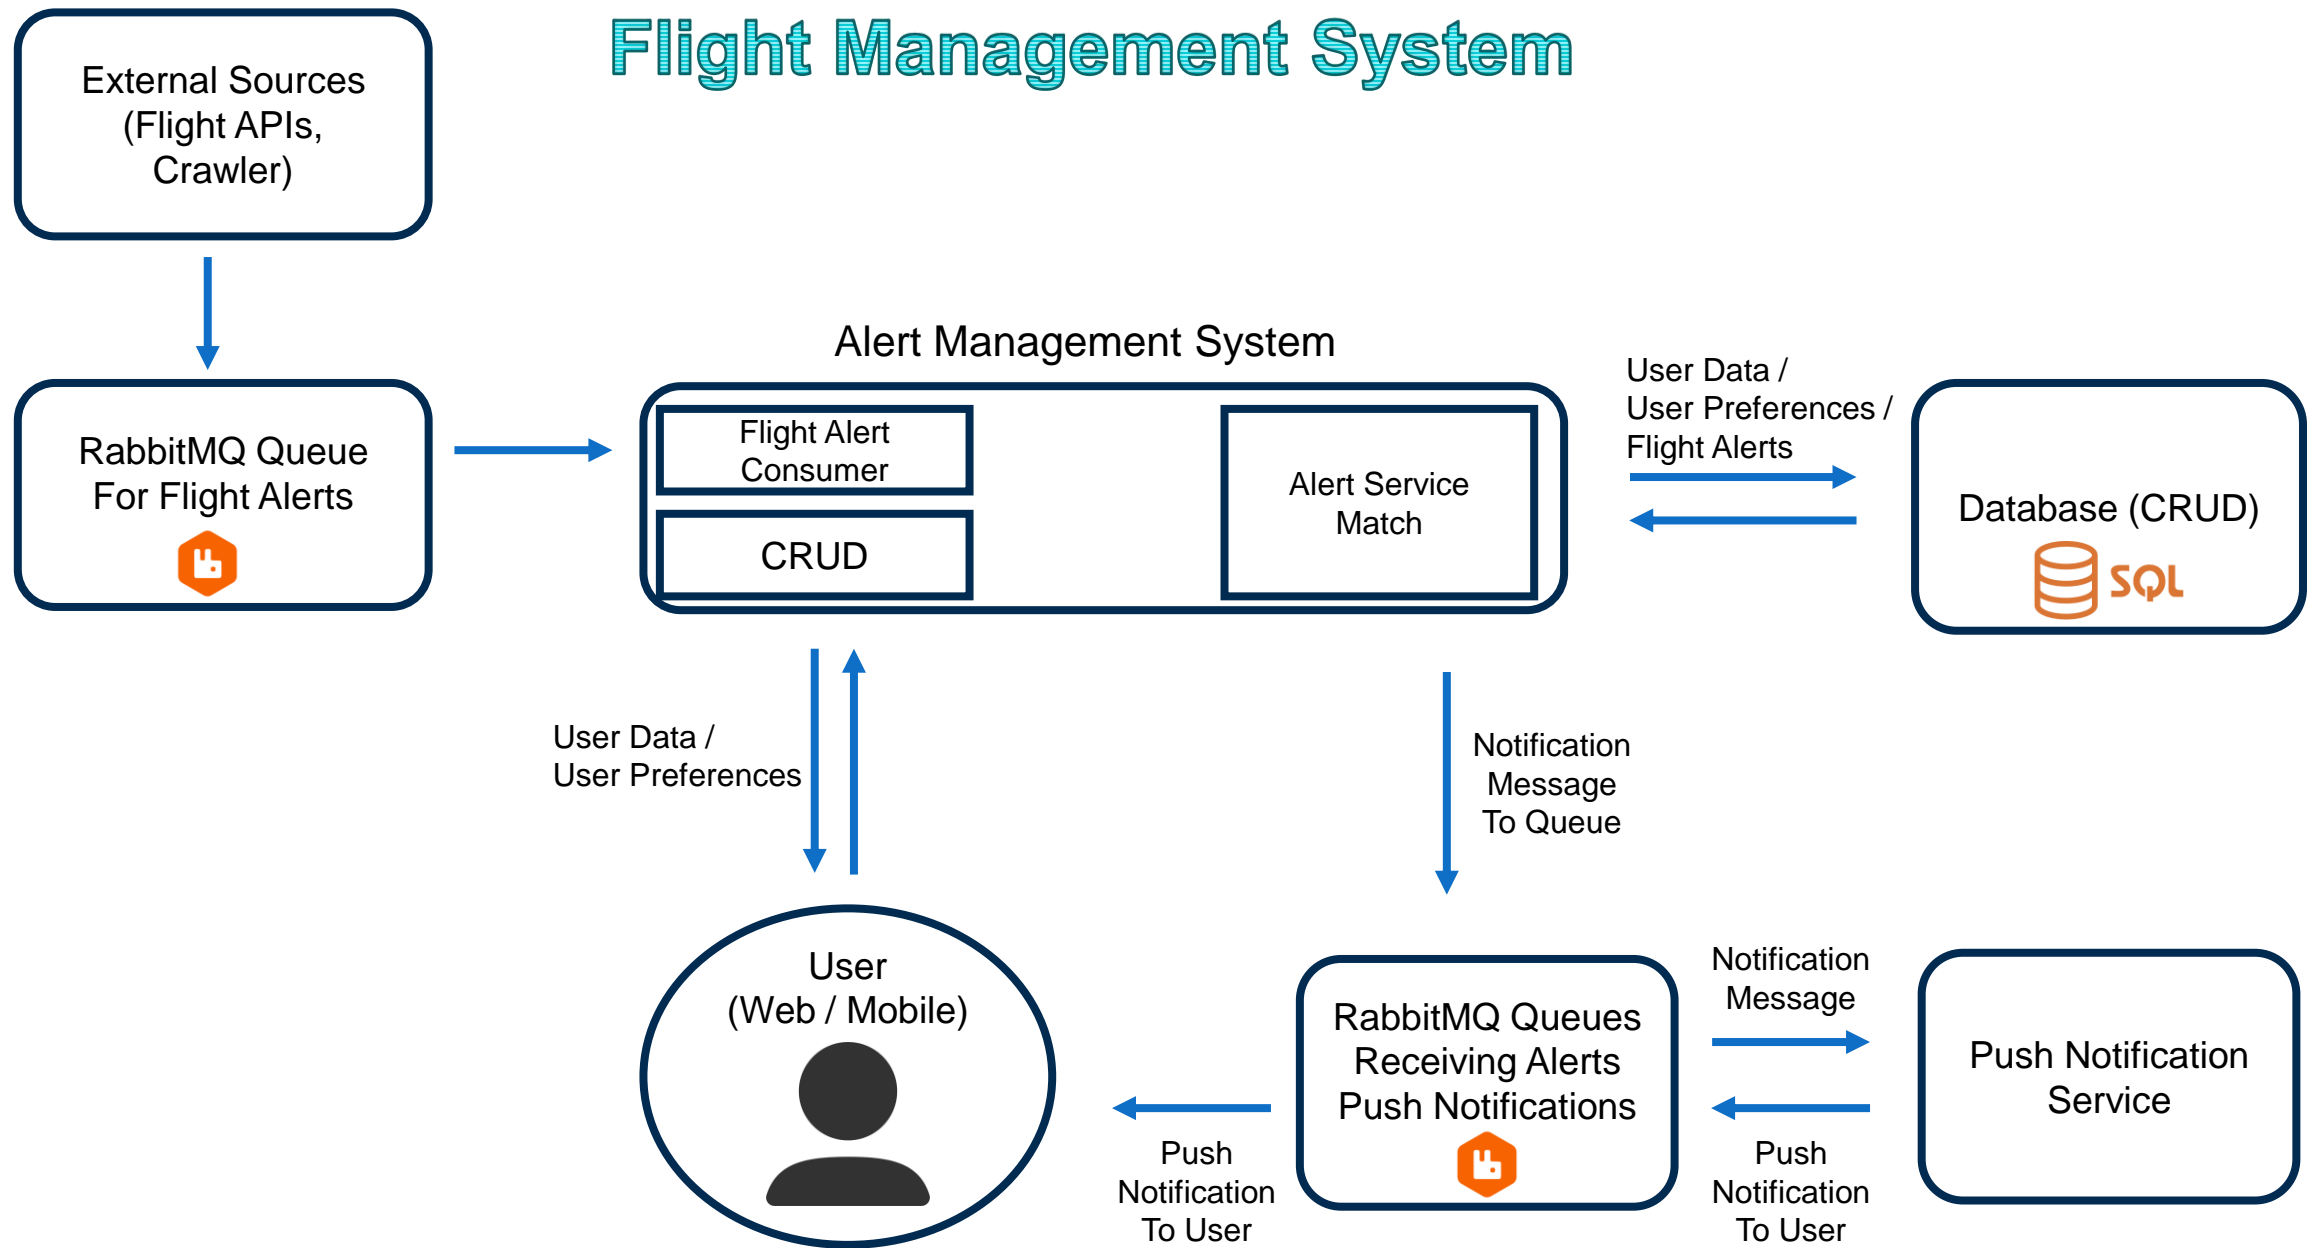 Flight Management System
External Sources
(Flight APIs,
Crawler)
RabbitMQ Queue
For Flight Alerts
Alert Management System
Flight Alert
Consumer
CRUD
Alert Service
Match
User Data /
User Preferences /
Flight Alerts
Database (CRUD)
SQL
User Data /
User Preferences
Notification
Message
To Queue
User
(Web / Mobile)
RabbitMQ Queues
Receiving Alerts
Push Notifications
Notification
Message
Push Notification
Service
Push
Notification
To User
Push
Notification
To User